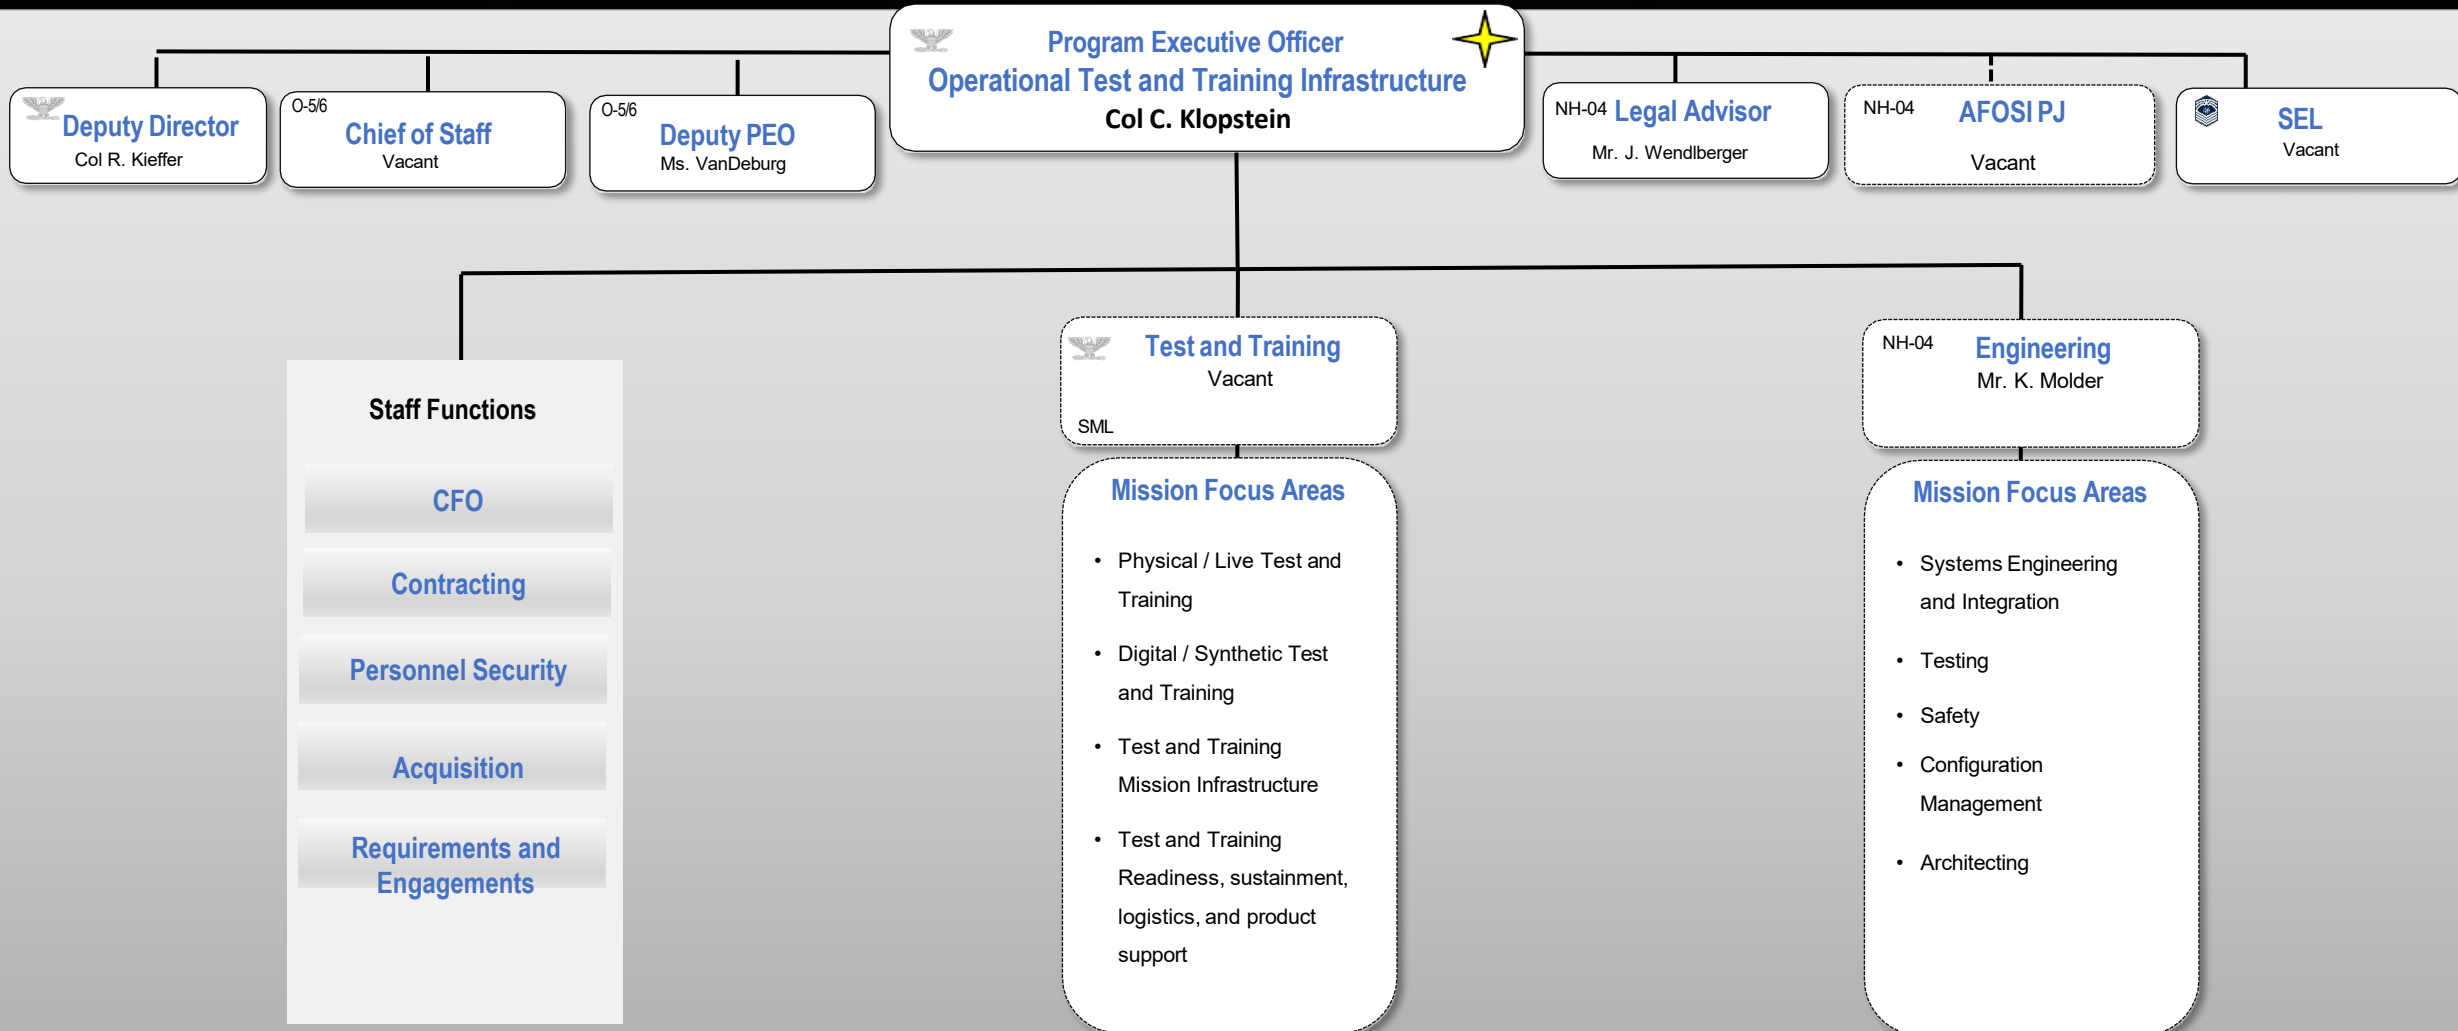 Program Executive Officer
Operational Test and Training Infrastructure
Col C. Klopstein
Deputy Director
Col R. Kieffer
O-5/6
Chief of Staff
Vacant
O-5/6
Deputy PEO
Ms. VanDeburg
NH-04 Legal Advisor
Mr. J. Wendlberger
NH-04 AFOSI PJ
Vacant
SEL
Vacant
Staff Functions
CFO
Contracting
Personnel Security
Acquisition
Requirements and
Engagements
Test and Training
Vacant
SML
Mission Focus Areas
• Physical / Live Test and
Training
• Digital / Synthetic Test
and Training
• Test and Training
Mission Infrastructure
• Test and Training
Readiness, sustainment,
logistics, and product
support
NH-04 Engineering
Mr. K. Molder
Mission Focus Areas
• Systems Engineering
and Integration
• Testing
• Safety
• Configuration
Management
• Architecting